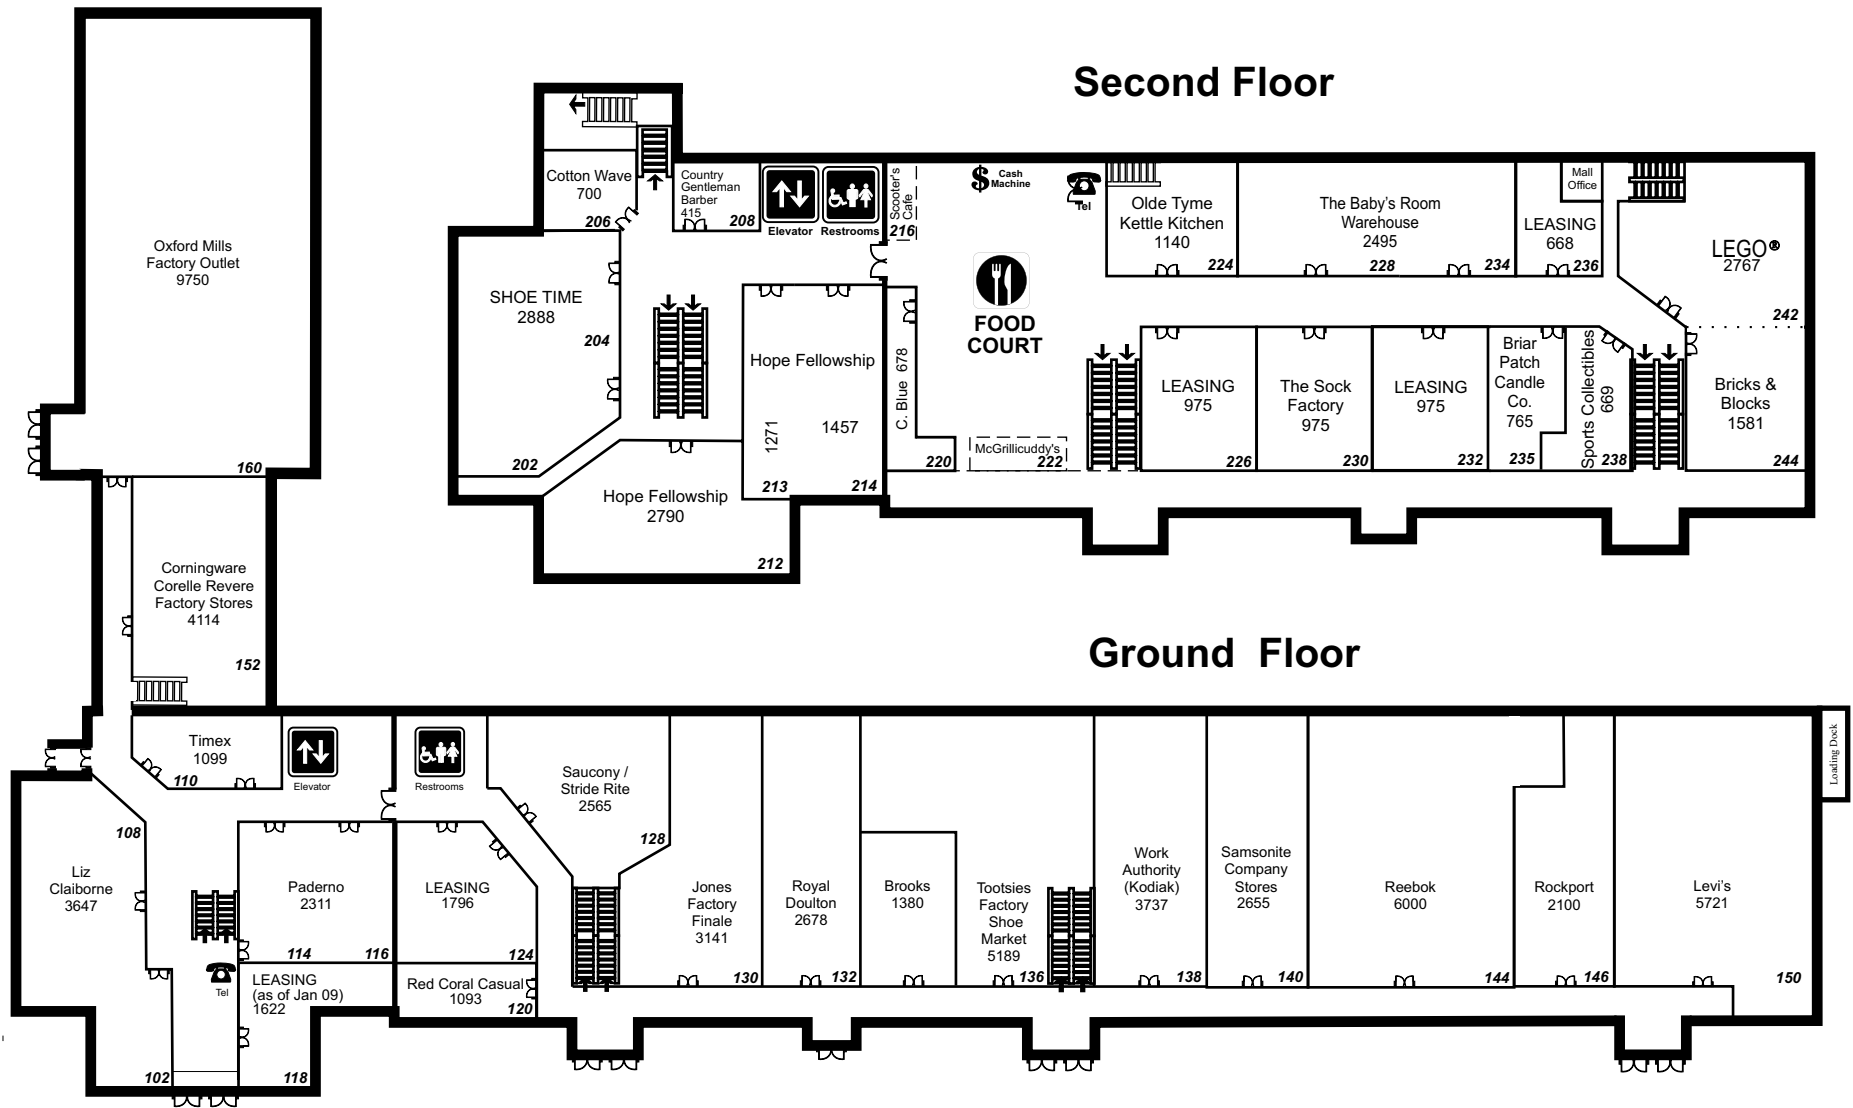 Second Floor
Cotton Wave
700
206
Country
Gentleman
Barber
415
208
Elevator
Restrooms
Scooter's
Cafe
216
$
Cash
Machine
Tel
Olde Tyme
Kettle Kitchen
1140
224
The Baby's Room
Warehouse
2495
228
234
LEASING
668
236
Mall
Office
LEGO®
2767
242
SHOE TIME
2888
204
202
Hope Fellowship
1271
1457
213
214
Hope Fellowship
2790
212
C. Blue 678
220
FOOD
COURT
McGrillicuddy's
222
LEASING
975
226
The Sock
Factory
975
230
LEASING
975
232
Briar
Patch
Candle
Co.
765
235
Sports Collectibles
669
238
Bricks &
Blocks
1581
244
Ground Floor
Oxford Mills
Factory Outlet
9750
160
Corningware
Corelle Revere
Factory Stores
4114
152
Timex
1099
110
Elevator
Restrooms
Liz
Claiborne
3647
108
102
Paderno
2311
114
116
Tel
LEASING
(as of Jan 09)
1622
118
LEASING
1796
124
Red Coral Casual
1093
120
Saucony /
Stride Rite
2565
128
Jones
Factory
Finale
3141
130
Royal
Doulton
2678
132
Brooks
1380
Tootsies
Factory
Shoe
Market
5189
136
Work
Authority
(Kodiak)
3737
138
Samsonite
Company
Stores
2655
140
Reebok
6000
144
Rockport
2100
146
Levi's
5721
150
Loading Dock